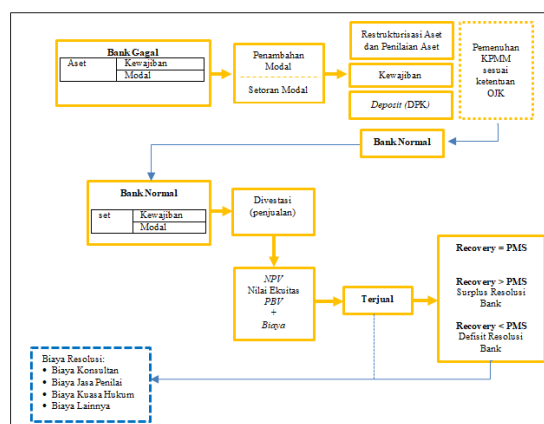 Bank Gagal
Aset
Kewajiban
Modal
Penambahan
Modal
Setoran Modal
Restrukturisasi Aset
dan Penilaian Aset
Kewajiban
Deposit (DPK)
Pemenuhan
KPMM
sesuai
ketentuan
OJK
Bank Normal
Bank Normal
set
Kewajiban
Modal
Divestasi
(penjualan)
NPV
Nilai Ekuitas
PBV
+
Biaya
Terjual
Recovery = PMS
Recovery > PMS
Surplus Resolusi
Bank
Recovery < PMS
Defisit Resolusi
Bank
Biaya Resolusi:
• Biaya Konsultan
• Biaya Jasa Penilai
• Biaya Kuasa Hukum
• Biaya Lainnya